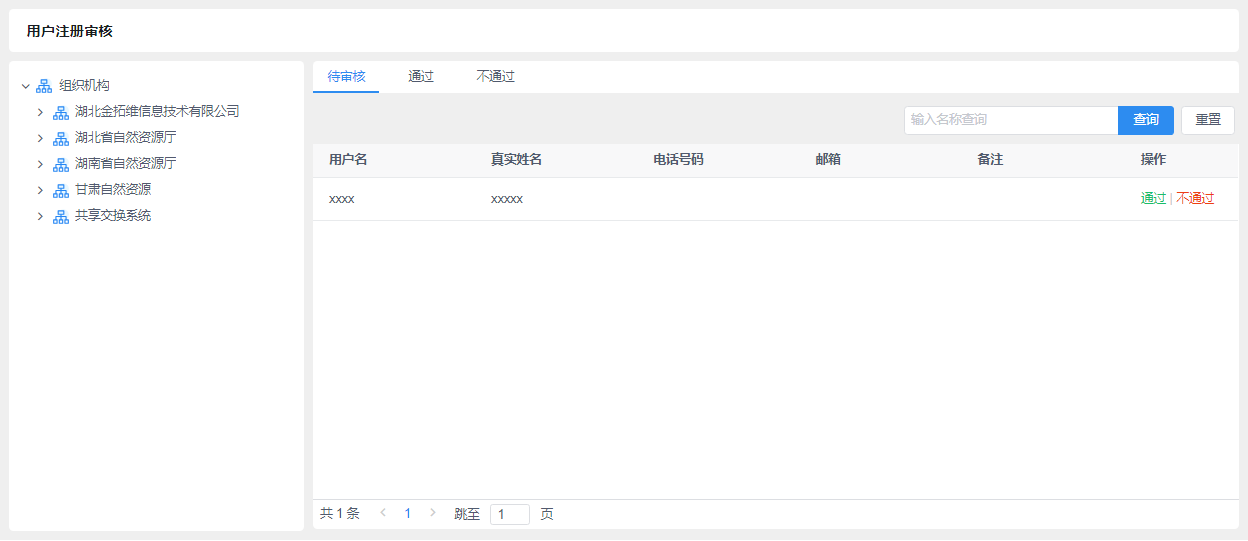 用户注册审核
组织机构
湖北金拓维信息技术有限公司
湖北省自然资源厅
湖南省自然资源厅
甘肃自然资源
共享交换系统
待审核 通过 不通过
输入名称查询 查询 重置
用户名 真实姓名 电话号码 邮箱 备注 操作
xxxx xxxxx 通过 | 不通过
共 1 条 1 跳至 1 页